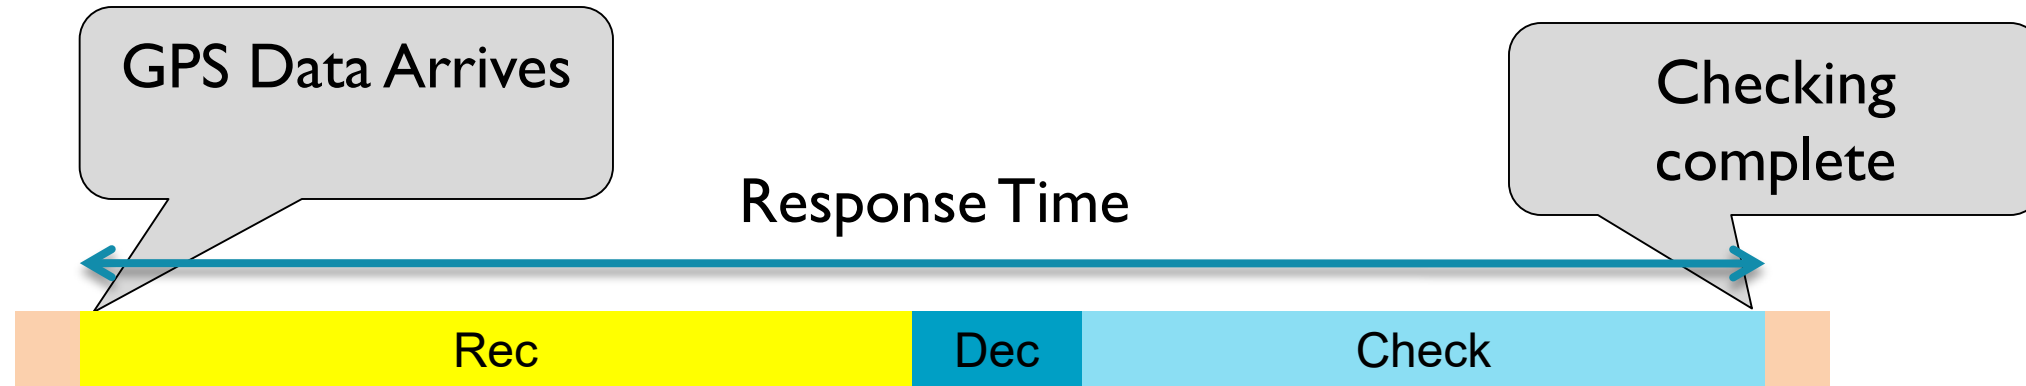 GPS Data Arrives
Checking
complete
Response Time
Rec
Dec
Check